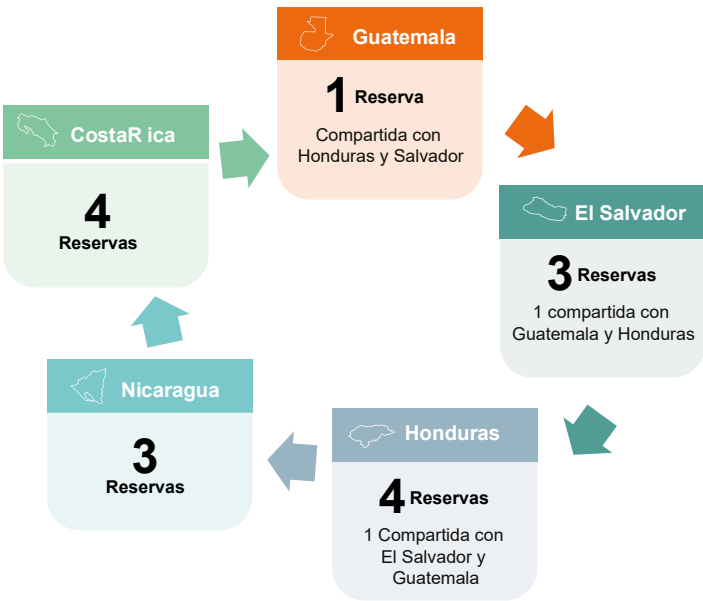 Guatemala
1 Reserva
Compartida con
Honduras y Salvador
El Salvador
3 Reservas
1 compartida con
Guatemala y Honduras
Honduras
4 Reservas
1 Compartida con
El Salvador y
Guatemala
Nicaragua
3
Reservas
CostaR ica
4
Reservas